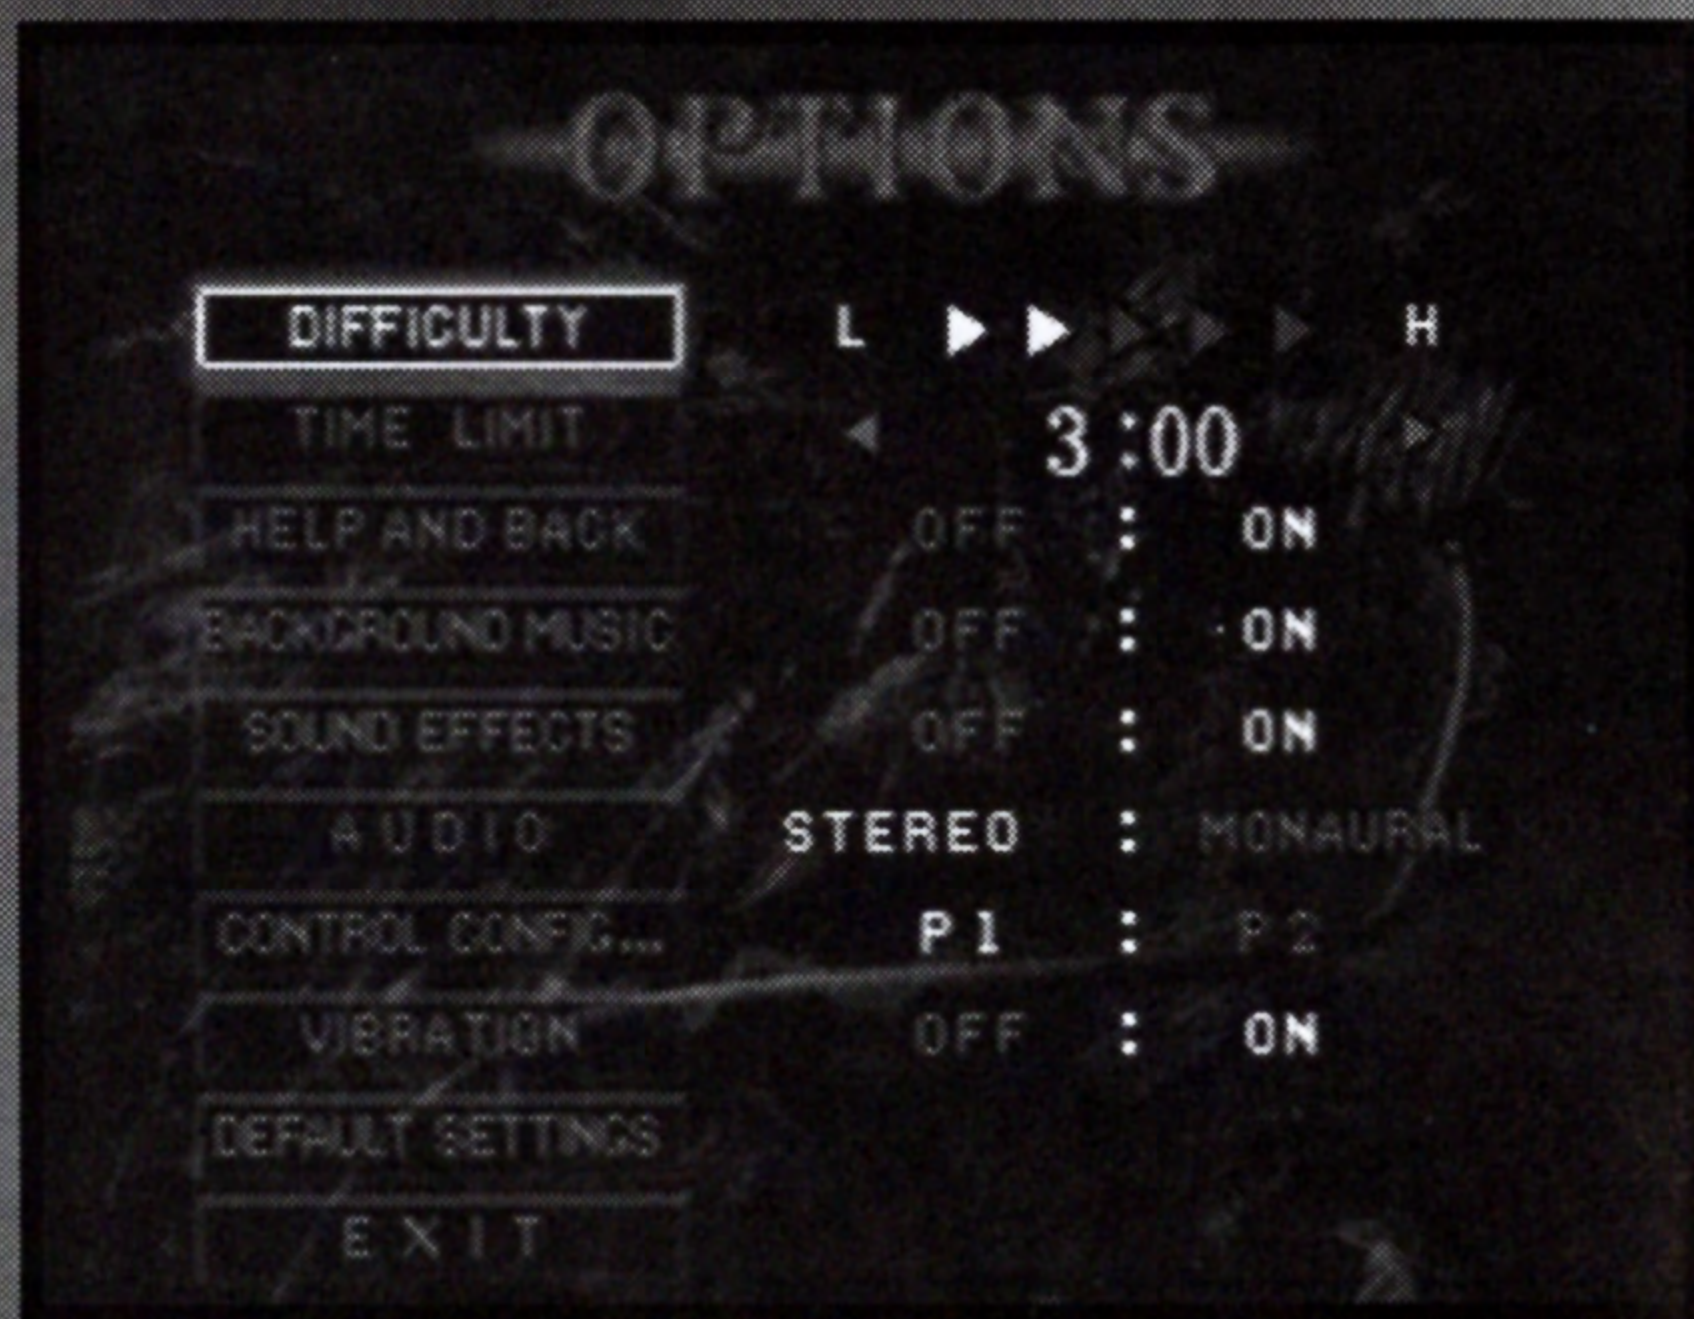 OPTIONS
DIFFICULTY L H
TIME LIMIT 3:00
HELP AND BACK OFF : ON
BACKGROUND MUSIC OFF : ON
SOUND EFFECTS OFF : ON
AUDIO STEREO : MONAURAL
CONTROL CONFIG... P1 : P2
VIBRATION OFF : ON
DEFAULT SETTINGS
EXIT